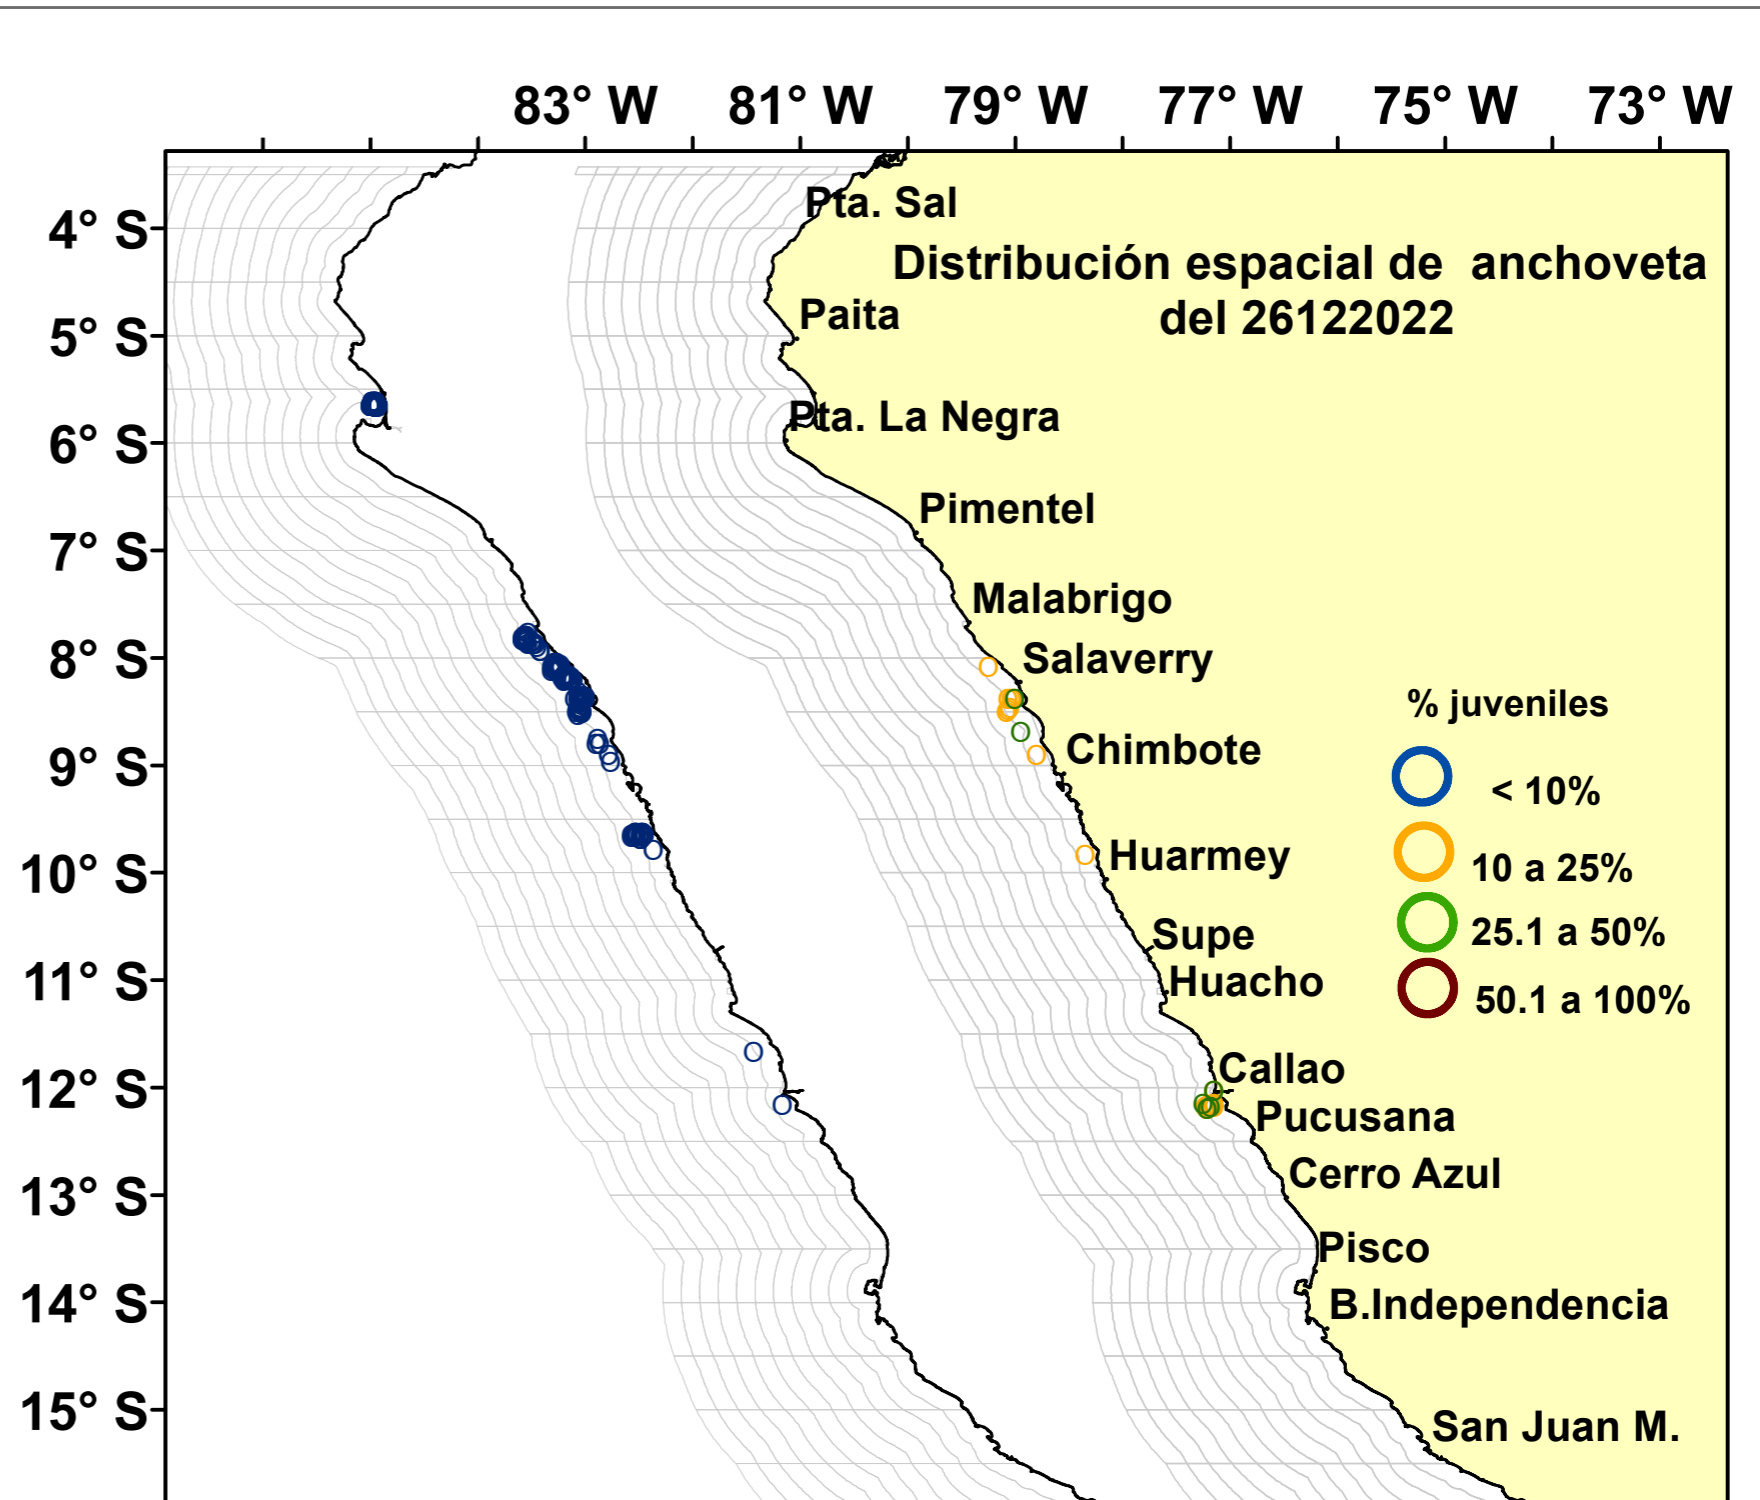 83° W 81° W 79° W 77° W 75° W 73° W
Pta. Sal
4° S
Distribución espacial de anchoveta
del 26122022
Paita
5° S
Pta. La Negra
6° S
Pimentel
7° S
Malabrigo
8° S
Salaverry
% juveniles
Chimbote
9° S
< 10%
Huarmey
10 a 25%
10° S
Supe
25.1 a 50%
11° S
Huacho
50.1 a 100%
Callao
12° S
Pucusana
Cerro Azul
13° S
Pisco
14° S
B.Independencia
15° S
San Juan M.